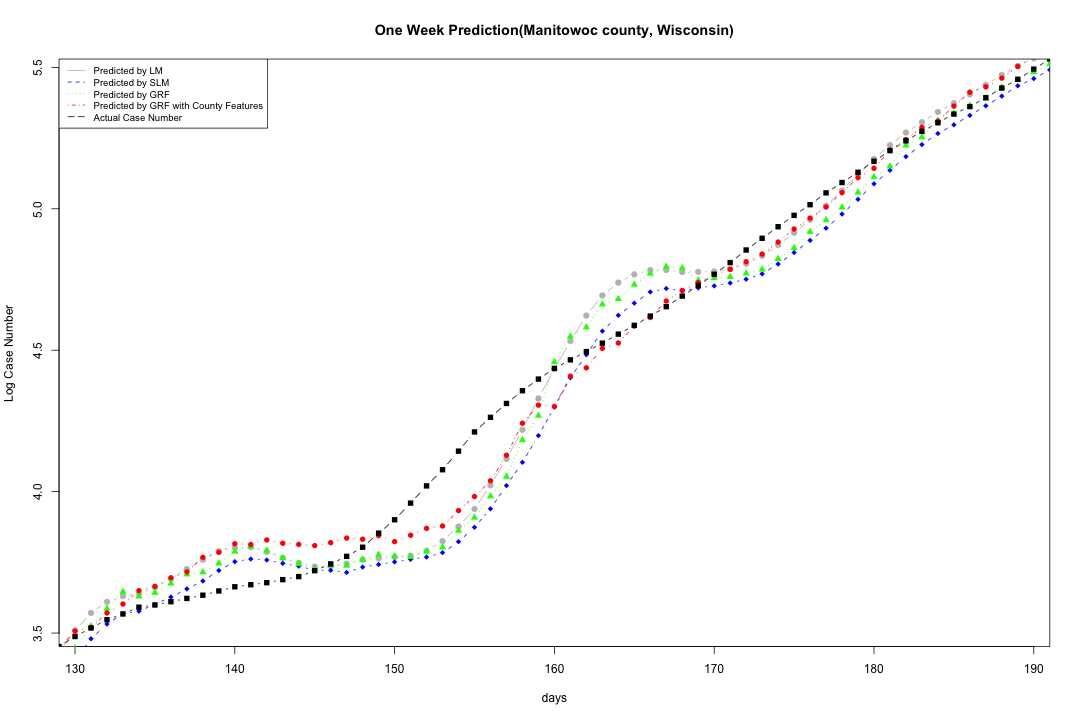 One Week Prediction(Manitowoc county, Wisconsin)
Predicted by LM
Predicted by SLM
Predicted by GRF
Predicted by GRF with County Features
Actual Case Number
5.5
5.0
4.5
4.0
3.5
Log Case Number
130 140 150 160 170 180 190
days